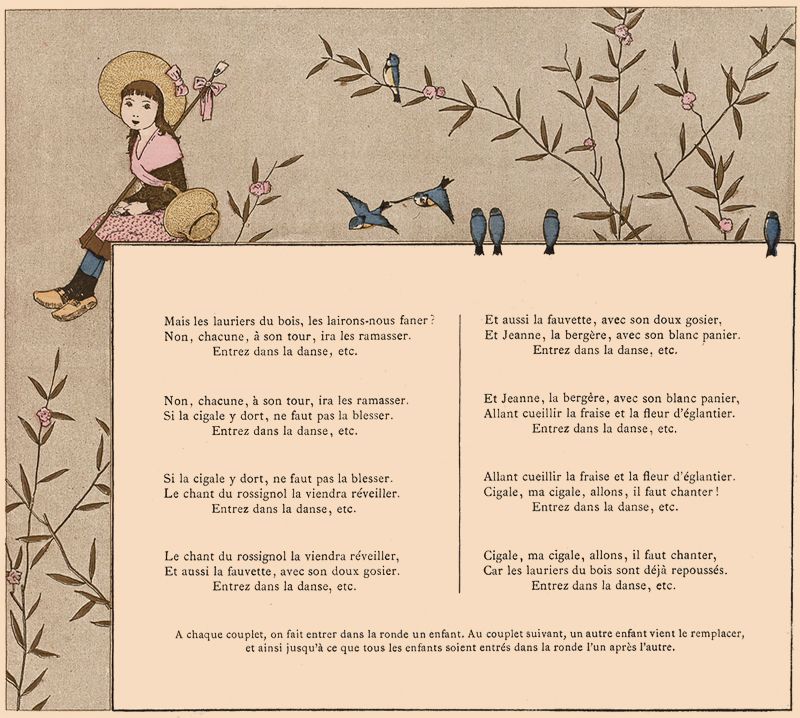 Mais les lauriers du bois, les lairons-nous faner ?
Non, chacune, à son tour, ira les ramasser.
Entrez dans la danse, etc.
Non, chacune, à son tour, ira les ramasser.
Si la cigale y dort, ne faut pas la blesser.
Entrez dans la danse, etc.
Si la cigale y dort, ne faut pas la blesser.
Le chant du rossignol la viendra réveiller.
Entrez dans la danse, etc.
Le chant du rossignol la viendra réveiller,
Et aussi la fauvette, avec son doux gosier.
Entrez dans la danse, etc.
Et aussi la fauvette, avec son doux gosier,
Et Jeanne, la bergère, avec son blanc panier.
Entrez dans la danse, etc.
Et Jeanne, la bergère, avec son blanc panier,
Allant cueillir la fraise et la fleur d'églantier.
Entrez dans la danse, etc.
Allant cueillir la fraise et la fleur d'églantier.
Cigale, ma cigale, allons, il faut chanter !
Entrez dans la danse, etc.
Cigale, ma cigale, allons, il faut chanter,
Car les lauriers du bois sont déjà repoussés.
Entrez dans la danse, etc.
A chaque couplet, on fait entrer dans la ronde un enfant. Au couplet suivant, un autre enfant vient le remplacer,
et ainsi jusqu'à ce que tous les enfants soient entrés dans la ronde l'un après l'autre.